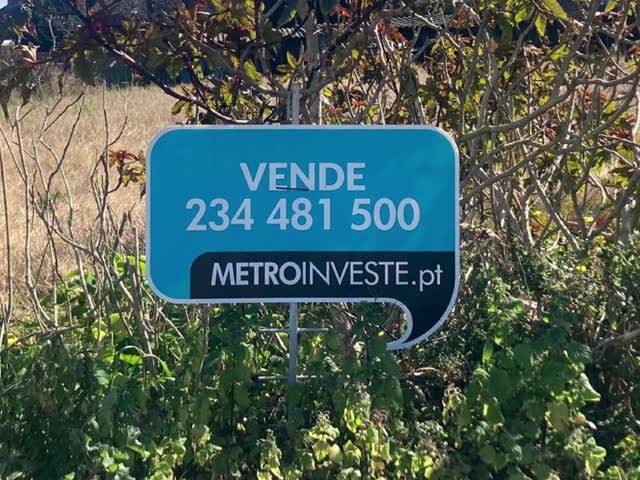 VENDE
234 481 500
METROINVESTE.pt